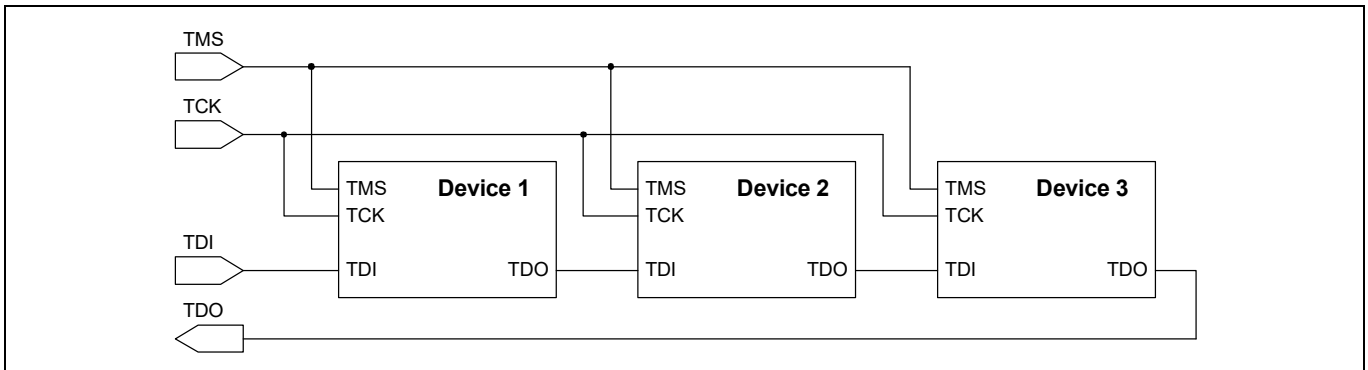 TMS
TCK
TMS Device 1 TMS Device 2 TMS Device 3
TCK TCK TCK
TDI
TDI TDO TDI TDO TDI TDO
TDO